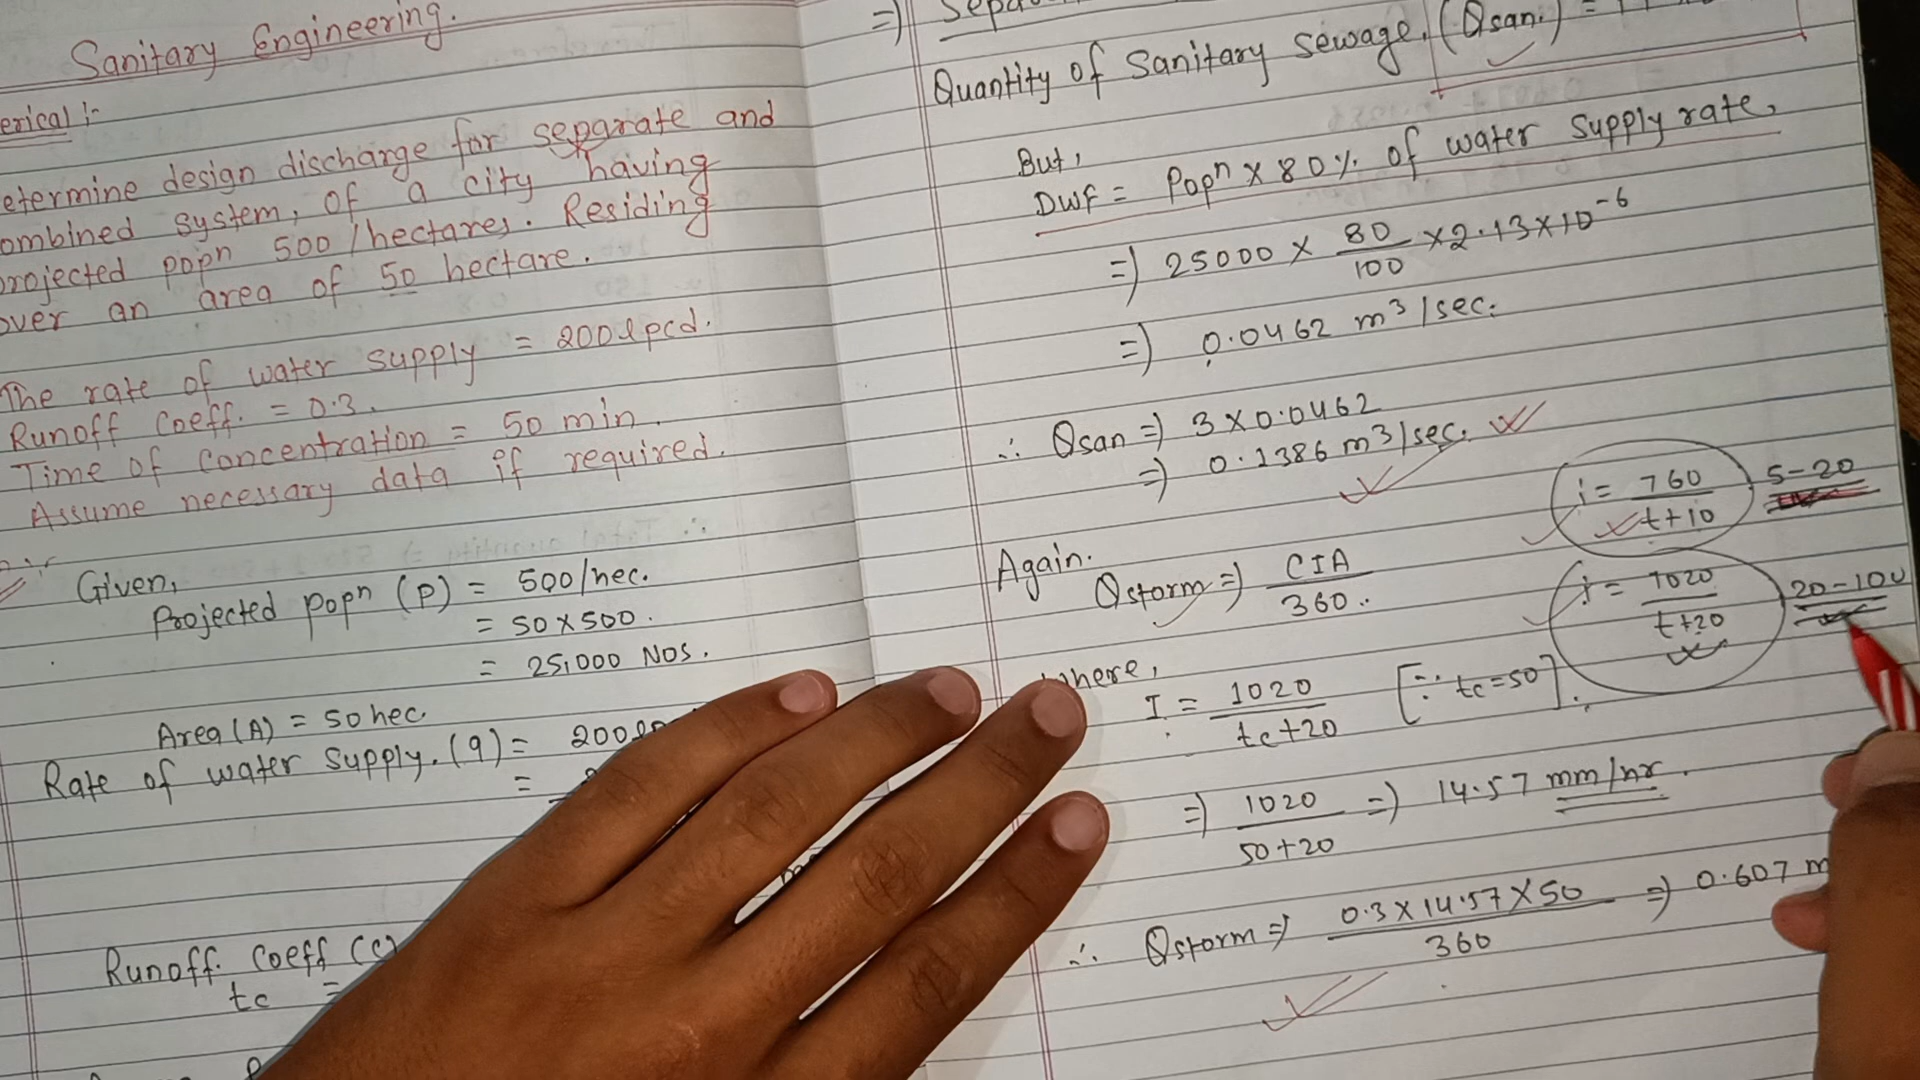 Sanitary Engineering.
erical :-
etermine design discharge for separate and
ombined system, of a city having
projected popn 500/hectares. Residing
over an area of 50 hectare.
The rate of water supply = 200lpcd.
Runoff Coeff. = 0.3.
Time of Concentration = 50 min.
Assume necessary data if required.
Given,
Projected popⁿ (P) = 500/hec.
= 50 x 500.
= 25,000 Nos.
Area (A) = 50 hec
Rate of water supply. (q) = 200l
=
Runoff. Coeff (c)
tc =
=)
Quantity of Sanitary sewage, (Qsan.) =
But,
DWF = Popⁿ x 80% of water supply rate.
=) 25000 x 80/100 x 2.13 x 10⁻⁶
=) 0.0462 m³/sec.
∴ Qsan =) 3 x 0.0462
=) 0.1386 m³/sec.
i = 760/t+10 5-20
i = 1020/t+20 20-100
Again.
Qstorm =) CIA/360..
where,
I = 1020/tc+20 [∵ tc = 50].
=) 1020/50+20 =) 14.57 mm/hr.
∴ Qstorm =) 0.3 x 14.57 x 50/360 =) 0.607 m